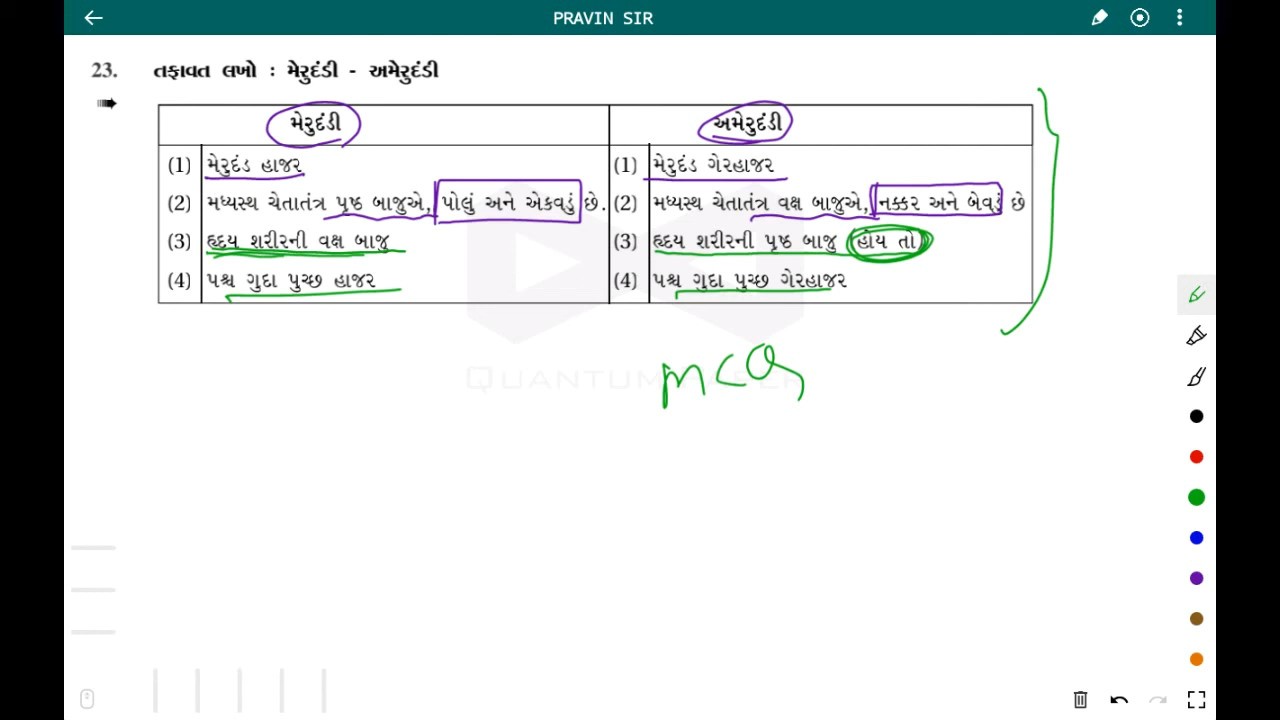 PRAVIN SIR
23. તફાવત લખો : મેરુદંડી - અમેરુદંડી
મેરુદંડી
અમેરુદંડી
(1) મેરુદંડ હાજર
(1) મેરુદંડ ગેરહાજર
(2) મધ્યસ્થ ચેતાતંત્ર પૃષ્ઠ બાજુએ, પોલું અને એકવડું છે.
(2) મધ્યસ્થ ચેતાતંત્ર વક્ષ બાજુએ, નક્કર અને બેવડું છે
(3) હૃદય શરીરની વક્ષ બાજુ
(3) હૃદય શરીરની પૃષ્ઠ બાજુ હોય તો
(4) પશ્ચ ગુદા પુચ્છ હાજર
(4) પશ્ચ ગુદા પુચ્છ ગેરહાજર
MCQ